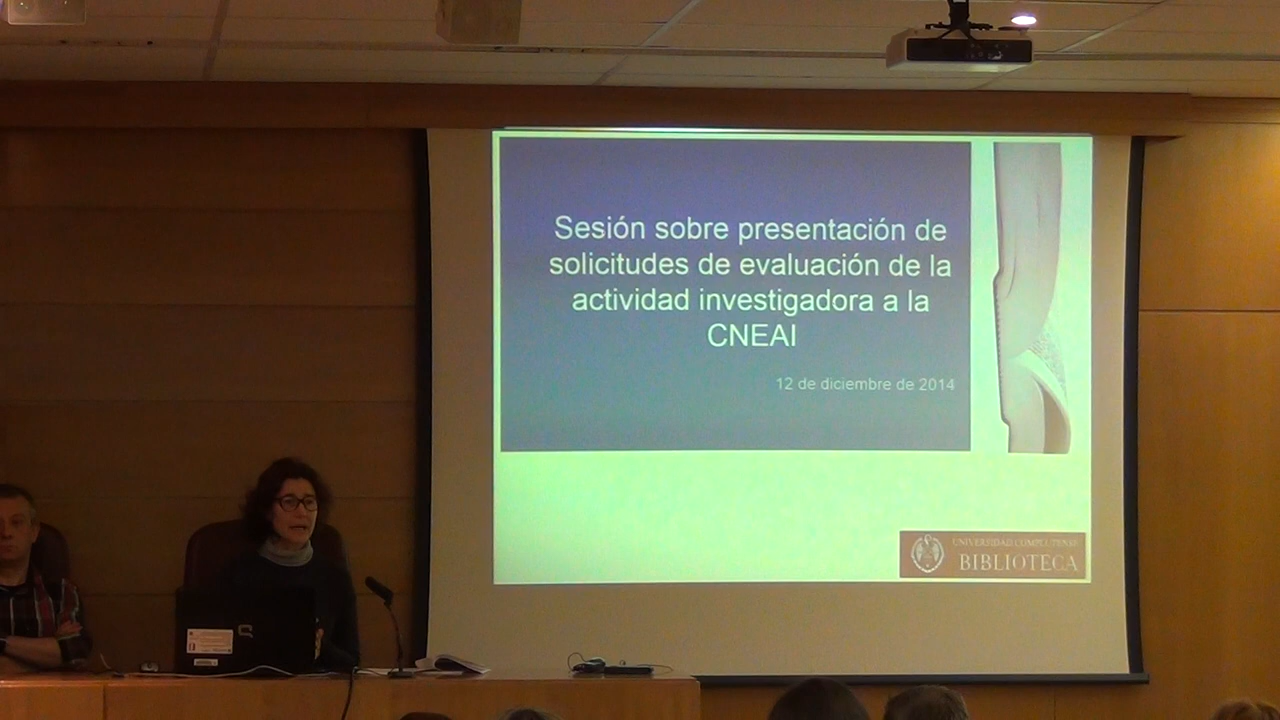 Sesión sobre presentación de
solicitudes de evaluación de la
actividad investigadora a la
CNEAI
12 de diciembre de 2014
UNIVERSIDAD COMPLUTENSE
BIBLIOTECA